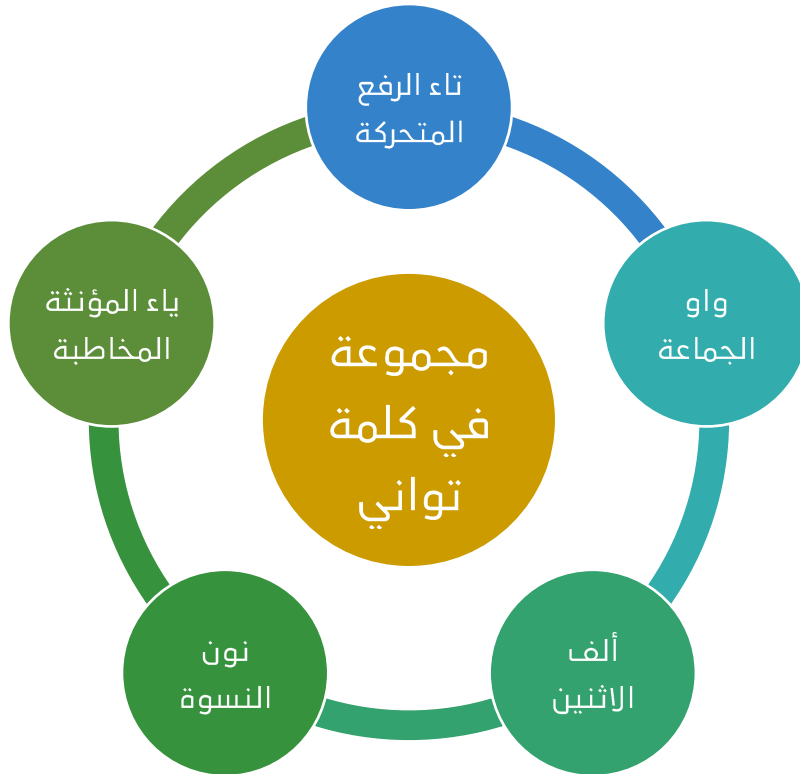 تاء الرفع
المتحركة
واو
الجماعة
ألف
الاثنين
نون
النسوة
ياء المؤنثة
المخاطبة
مجموعة
في كلمة
تواني